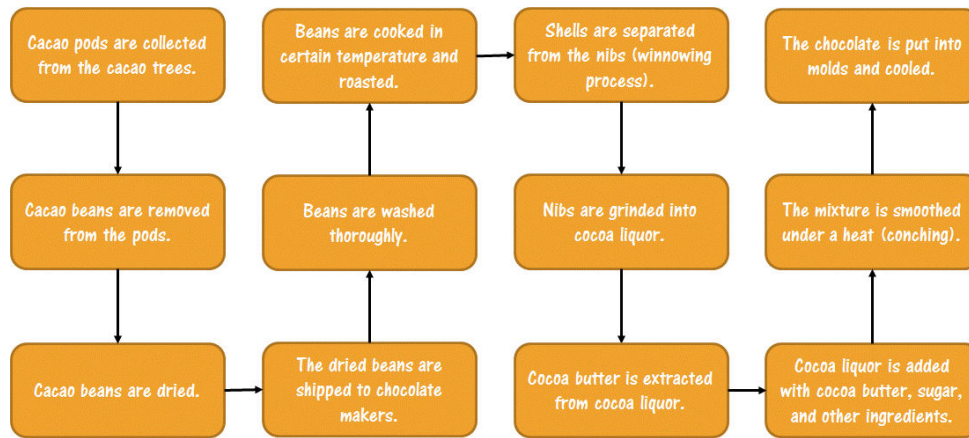 Cacao pods are collected
from the cacao trees.
Cacao beans are removed
from the pods.
Cacao beans are dried.
The dried beans are
shipped to chocolate
makers.
Beans are washed
thoroughly.
Beans are cooked in
certain temperature and
roasted.
Shells are separated
from the nibs (winnowing
process).
Nibs are grinded into
cocoa liquor.
Cocoa butter is extracted
from cocoa liquor.
Cocoa liquor is added
with cocoa butter, sugar,
and other ingredients.
The mixture is smoothed
under a heat (conching).
The chocolate is put into
molds and cooled.